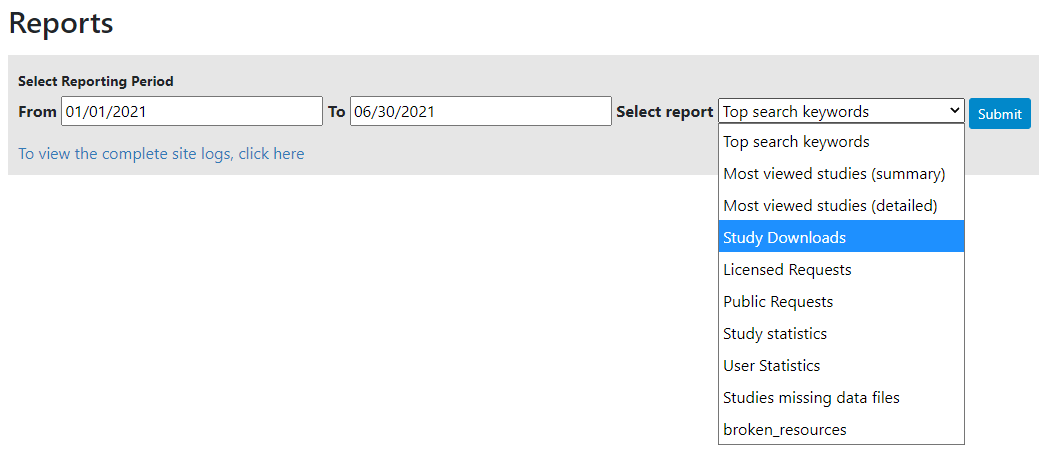 Reports
Select Reporting Period
From 01/01/2021 To 06/30/2021 Select report Top search keywords Submit
To view the complete site logs, click here
Top search keywords
Most viewed studies (summary)
Most viewed studies (detailed)
Study Downloads
Licensed Requests
Public Requests
Study statistics
User Statistics
Studies missing data files
broken_resources